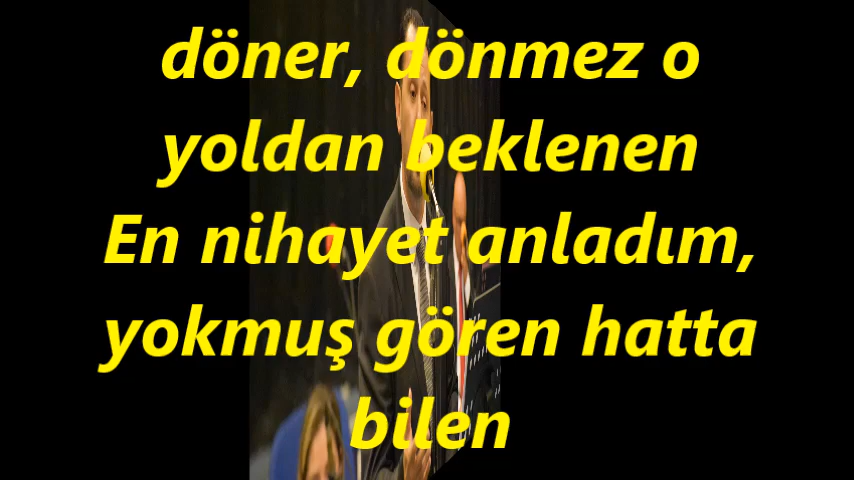 döner, dönmez o
yoldan beklenen
En nihayet anladım,
yokmuş gören hatta
bilen